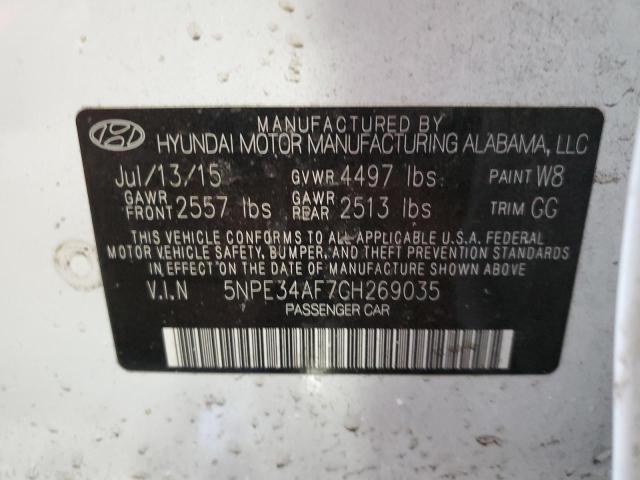 MANUFACTURED BY
HYUNDAI MOTOR MANUFACTURING ALABAMA, LLC
Jul/13/15 GVWR 4497 lbs PAINT W8
GAWR FRONT 2557 lbs GAWR REAR 2513 lbs TRIM GG
THIS VEHICLE CONFORMS TO ALL APPLICABLE U.S.A. FEDERAL
MOTOR VEHICLE SAFETY, BUMPER, AND THEFT PREVENTION STANDARDS
IN EFFECT ON THE DATE OF MANUFACTURE SHOWN ABOVE.
V.I.N 5NPE34AF7GH269035
PASSENGER CAR